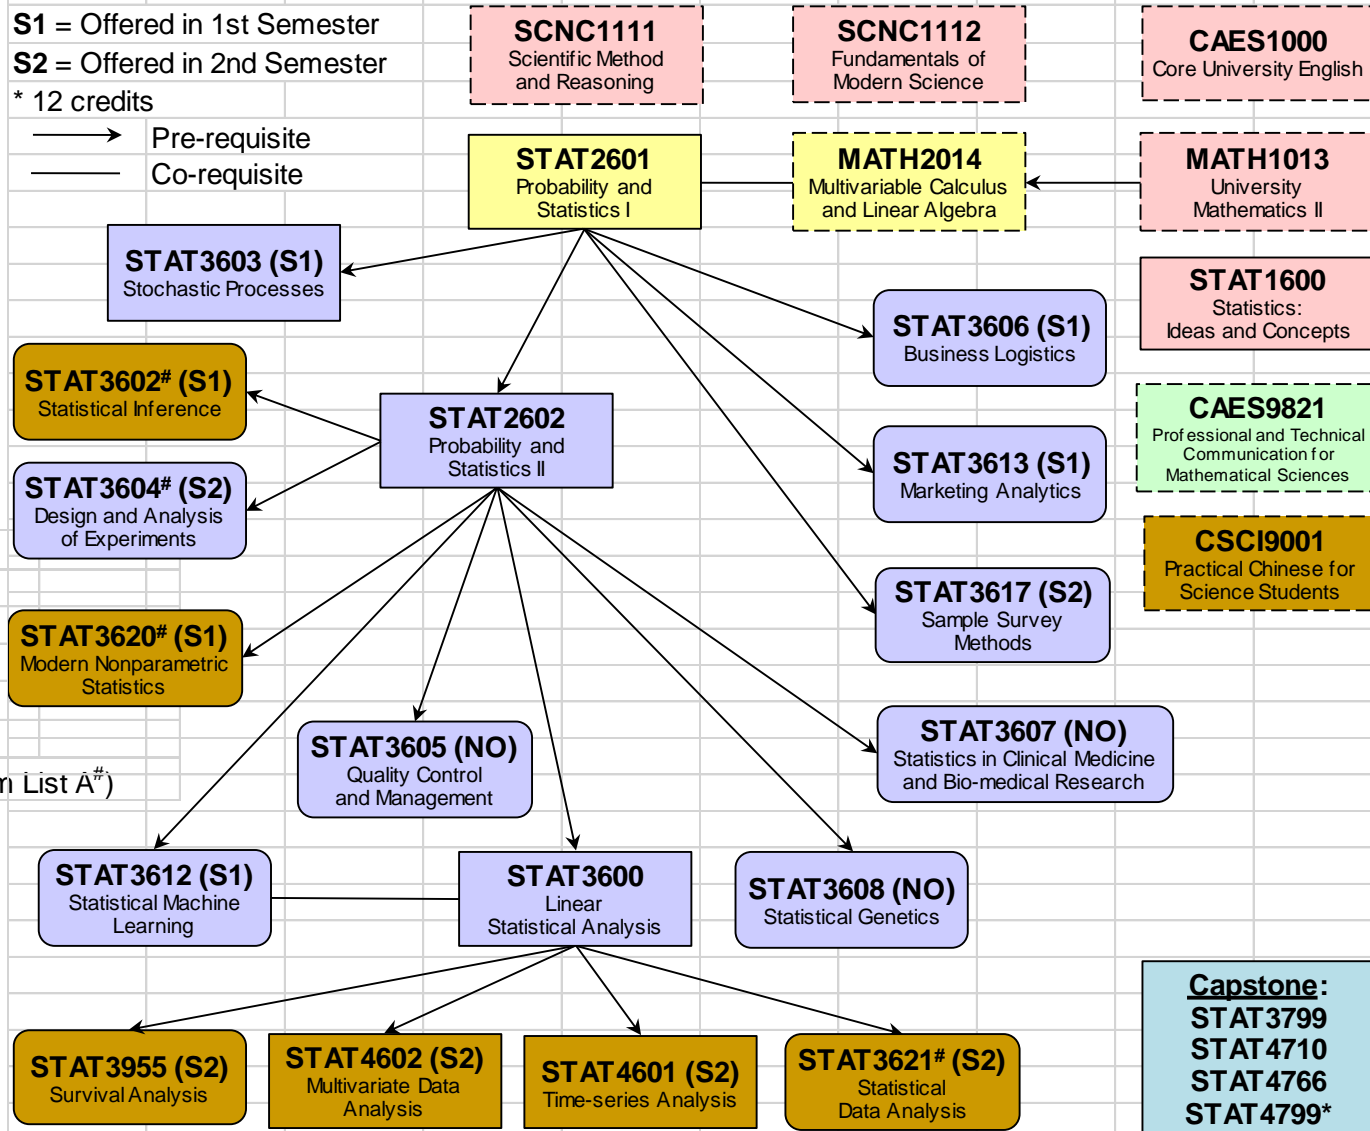 S1 = Offered in 1st Semester
S2 = Offered in 2nd Semester
* 12 credits
Pre-requisite
Co-requisite
SCNC1111
Scientific Method
and Reasoning
SCNC1112
Fundamentals of
Modern Science
CAES1000
Core University English
STAT2601
Probability and
Statistics I
MATH2014
Multivariable Calculus
and Linear Algebra
MATH1013
University
Mathematics II
STAT3603 (S1)
Stochastic Processes
STAT1600
Statistics:
Ideas and Concepts
STAT3606 (S1)
Business Logistics
STAT3602# (S1)
Statistical Inference
STAT2602
Probability and
Statistics II
CAES9821
Professional and Technical
Communication for
Mathematical Sciences
STAT3613 (S1)
Marketing Analytics
STAT3604# (S2)
Design and Analysis
of Experiments
CSCI9001
Practical Chinese for
Science Students
STAT3617 (S2)
Sample Survey
Methods
STAT3620# (S1)
Modern Nonparametric
Statistics
STAT3605 (NO)
Quality Control
and Management
STAT3607 (NO)
Statistics in Clinical Medicine
and Bio-medical Research
m List A#)
STAT3612 (S1)
Statistical Machine
Learning
STAT3600
Linear
Statistical Analysis
STAT3608 (NO)
Statistical Genetics
STAT3955 (S2)
Survival Analysis
STAT4602 (S2)
Multivariate Data
Analysis
STAT4601 (S2)
Time-series Analysis
STAT3621# (S2)
Statistical
Data Analysis
Capstone:
STAT3799
STAT4710
STAT4766
STAT4799*